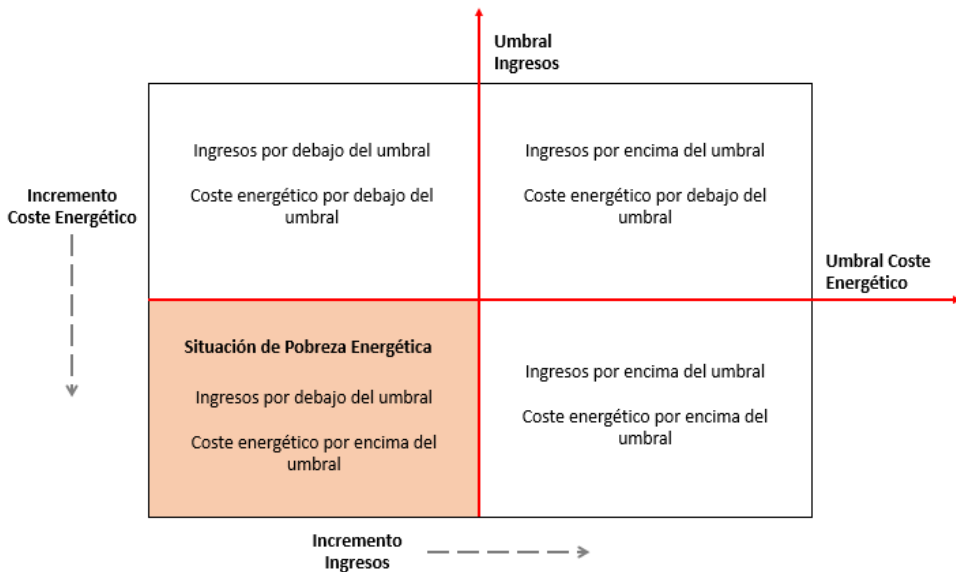 Umbral
Ingresos
Ingresos por debajo del umbral
Coste energético por debajo del
umbral
Ingresos por encima del umbral
Coste energético por debajo del
umbral
Incremento
Coste Energético
Umbral Coste
Energético
Situación de Pobreza Energética
Ingresos por debajo del umbral
Coste energético por encima del
umbral
Ingresos por encima del umbral
Coste energético por encima del
umbral
Incremento
Ingresos